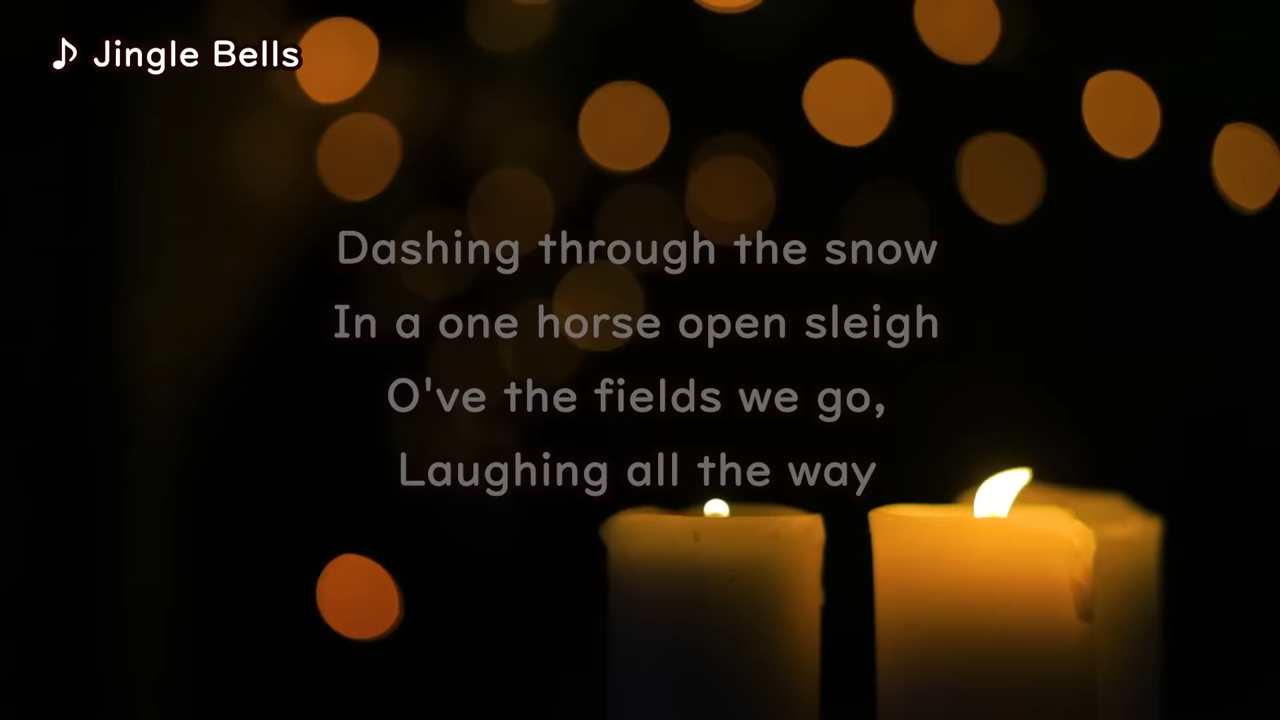 ♪ Jingle Bells
Dashing through the snow
In a one horse open sleigh
O've the fields we go,
Laughing all the way